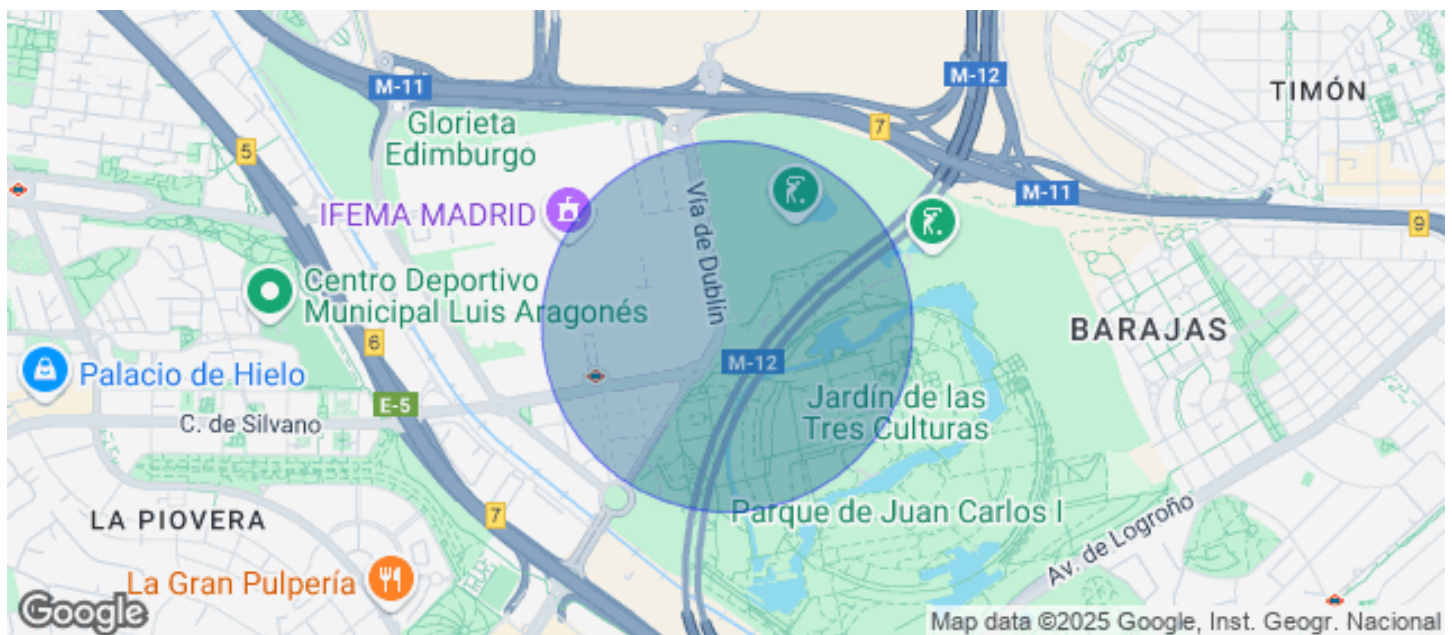 M-12
M-11
TIMÓN
Glorieta
Edimburgo
7
5
M-11
IFEMA MADRID
Vía de Dublín
9
Centro Deportivo
Municipal Luis Aragonés
BARAJAS
6
M-12
Palacio de Hielo
E-5
Jardín de las
Tres Culturas
C. de Silvano
LA PIOVERA
7
Parque de Juan Carlos I
Av. de Logroño
La Gran Pulpería
Google
Map data ©2025 Google, Inst. Geogr. Nacional